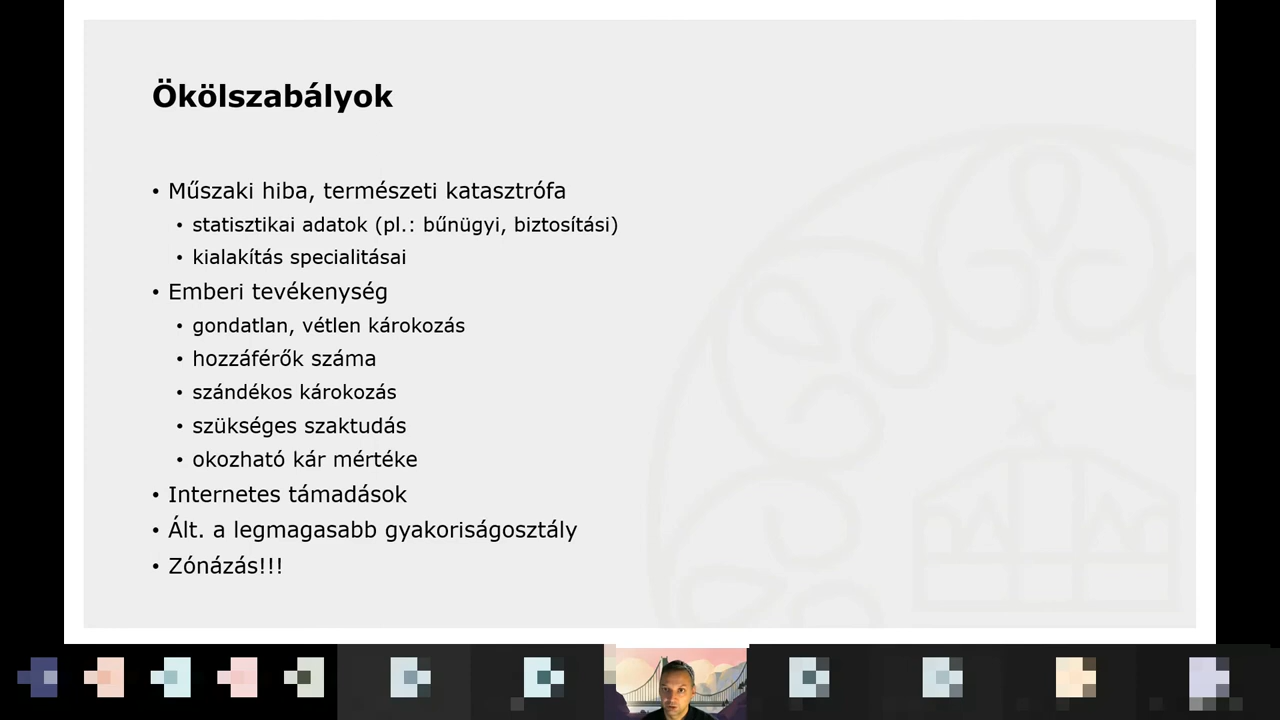 Ökölszabályok
• Műszaki hiba, természeti katasztrófa
• statisztikai adatok (pl.: bűnügyi, biztosítási)
• kialakítás specialitásai
• Emberi tevékenység
• gondatlan, vétlen károkozás
• hozzáférők száma
• szándékos károkozás
• szükséges szaktudás
• okozható kár mértéke
• Internetes támadások
• Ált. a legmagasabb gyakoriságosztály
• Zónázás!!!